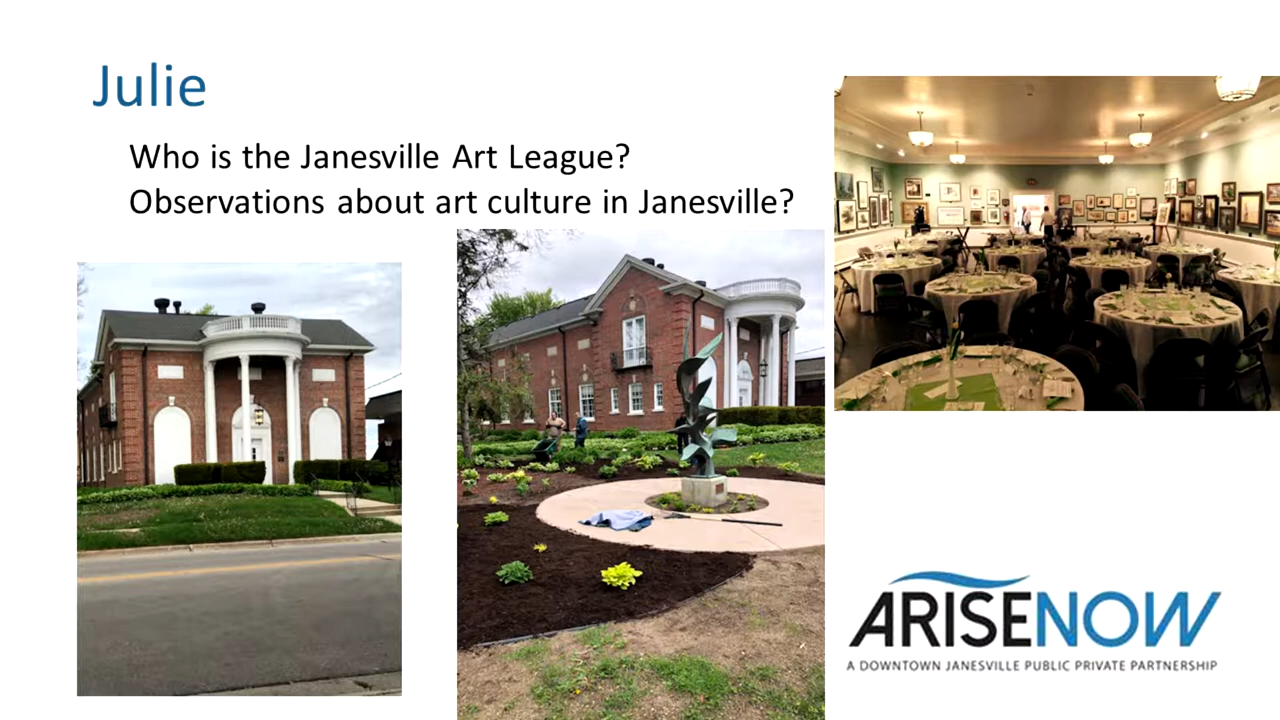 Julie
Who is the Janesville Art League?
Observations about art culture in Janesville?
ARISENOW
A DOWNTOWN JANESVILLE PUBLIC PRIVATE PARTNERSHIP